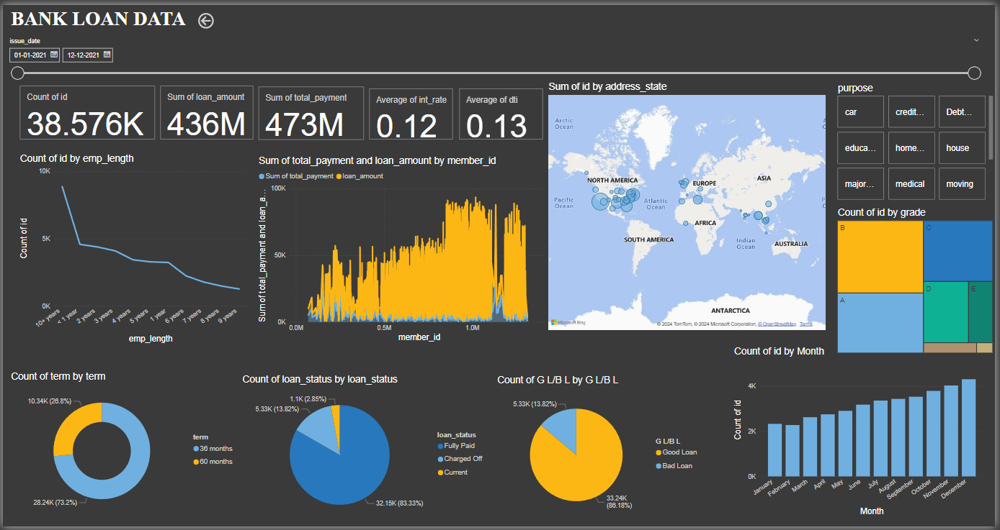 BANK LOAN DATA
issue_date
01-01-2021
12-12-2021
Count of id
38.576K
Sum of loan_amount
436M
Sum of total_payment
473M
Average of int_rate
0.12
Average of dti
0.13
Sum of id by address_state
Arctic
Ocean
NORTH AMERICA
EUROPE
ASIA
Pacific
Ocean
Atlantic
Ocean
AFRICA
SOUTH AMERICA
Indian
Ocean
AUSTRALIA
ANTARCTICA
Microsoft Bing
© 2024 TomTom, © 2024 Microsoft Corporation, © OpenStreetMap Terms
purpose
car
credit...
Debt...
educa...
home...
house
major...
medical
moving
Count of id by emp_length
10K
5K
0K
Count of id
10+ years
< 1 year
2 years
3 years
4 years
5 years
1 year
6 years
7 years
8 years
9 years
emp_length
Sum of total_payment and loan_amount by member_id
Sum of total_payment
loan_amount
100K
50K
0K
Sum of total_payment and loan_a...
0.0M
0.5M
1.0M
member_id
Count of id by grade
B
C
A
D
E
Count of term by term
10.34K (26.8%)
28.24K (73.2%)
term
36 months
60 months
Count of loan_status by loan_status
1.1K (2.85%)
5.33K (13.82%)
32.15K (83.33%)
loan_status
Fully Paid
Charged Off
Current
Count of G L/B L by G L/B L
5.33K (13.82%)
33.24K
(86.18%)
G L/B L
Good Loan
Bad Loan
Count of id by Month
4K
2K
0K
Count of id
January
February
March
April
May
June
July
August
September
October
November
December
Month